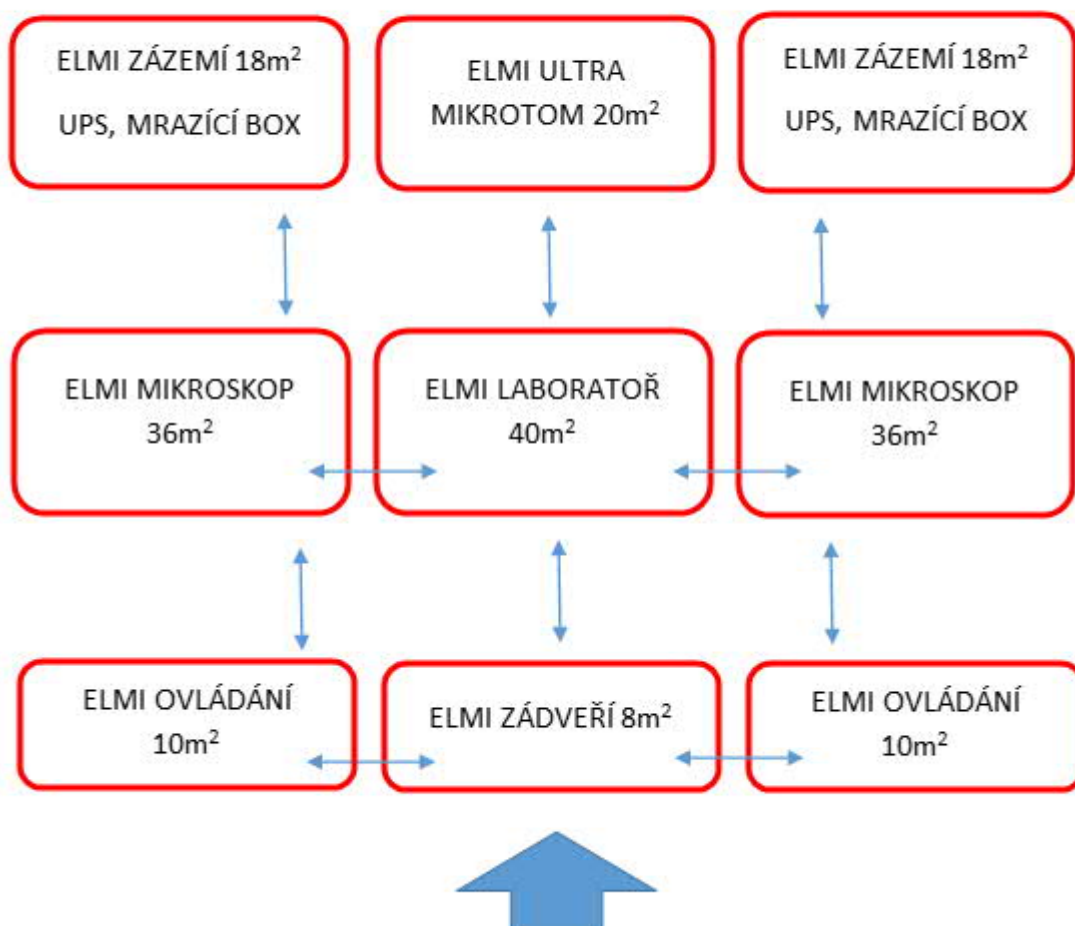 ELMI ZÁZEMÍ 18m²
UPS, MRAZÍCÍ BOX
ELMI ULTRA
MIKROTOM 20m²
ELMI ZÁZEMÍ 18m²
UPS, MRAZÍCÍ BOX
ELMI MIKROSKOP
36m²
ELMI LABORATOŘ
40m²
ELMI MIKROSKOP
36m²
ELMI OVLÁDÁNÍ
10m²
ELMI ZÁDVEŘÍ 8m²
ELMI OVLÁDÁNÍ
10m²